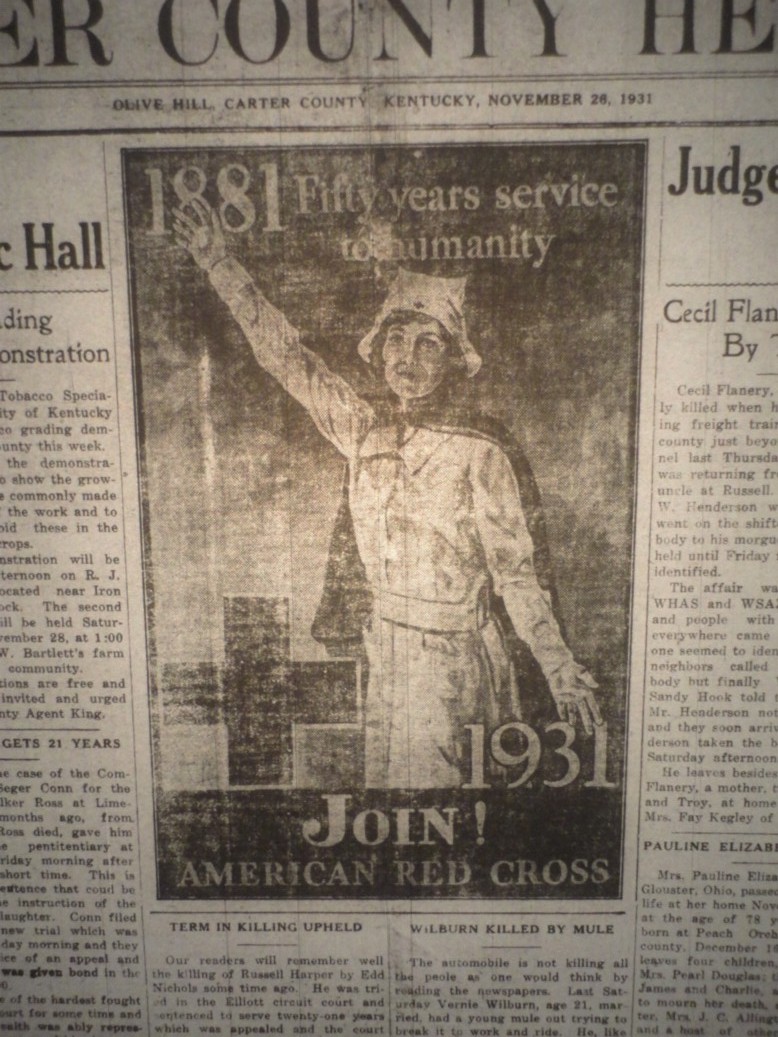 ER COUNTY HE
OLIVE HILL, CARTER COUNTY KENTUCKY, NOVEMBER 26, 1931
c Hall
ding
onstration
Tobacco Specia-
ity of Kentucky
co grading dem-
unty this week.
the demonstra-
o show the grow-
e commonly made
f the work and to
oid these in the
rops.
nstration will be
ternoon on R. J.
ocated near Iron
ock. The second
ill be held Satur-
vember 28, at 1:00
W. Bartlett's farm
community.
tions are free and
invited and urged
nty Agent King.
GETS 21 YEARS
he case of the Com-
Seger Conn for the
lker Ross at Lime-
months ago, from
Ross died, gave him
e pentitentiary at
riday morning after
short time. This is
sentence that coud be
he instruction of the
laughter. Conn filed
new trial which was
day morning and they
ice of an appeal and
was given bond in the
0.
e of the hardest fought
ourt for some time and
ealth was ably repres-
1881 Fifty years service
to humanity
1931
JOIN!
AMERICAN RED CROSS
TERM IN KILLING UPHELD
Our readers will remember well
the killing of Russell Harper by Edd
Nichols some time ago. He was tri-
ed in the Elliott circuit court and
sentenced to serve twenty-one years
which was appealed and the court
WILBURN KILLED BY MULE
The automobile is not killing all
the peole as one would think by
reading the newspapers. Last Sat-
urday Vernie Wilburn, age 21, mar-
ried, had a young mule out trying to
break it to work and ride. He, like
Judge
Cecil Flan
By
Cecil Flanery,
ly killed when h
ing freight train
county just beyo
nel last Thursda
was returning fr
uncle at Russell
W. Henderson w
went on the shift
body to his morgu
held until Friday
identified.
The affair wa
WHAS and WSA
and people with
everywhere came
one seemed to iden
neighbors called
body but finally
Sandy Hook told
Mr. Henderson not
and they soon arriv
derson taken the b
Saturday afternoon
He leaves besides
Flanery, a mother,
and Troy, at home
Mrs. Fay Kegley of
PAULINE ELIZAB
Mrs. Pauline Eliza
Glouster, Ohio, passed
life at her home Nov
at the age of 78 y
born at Peach Orch
county, December 18
leaves four children,
Mrs. Pearl Douglas;
James and Charlie, a
to mourn her death,
ter, Mrs. J. C. Alling
and a host of other